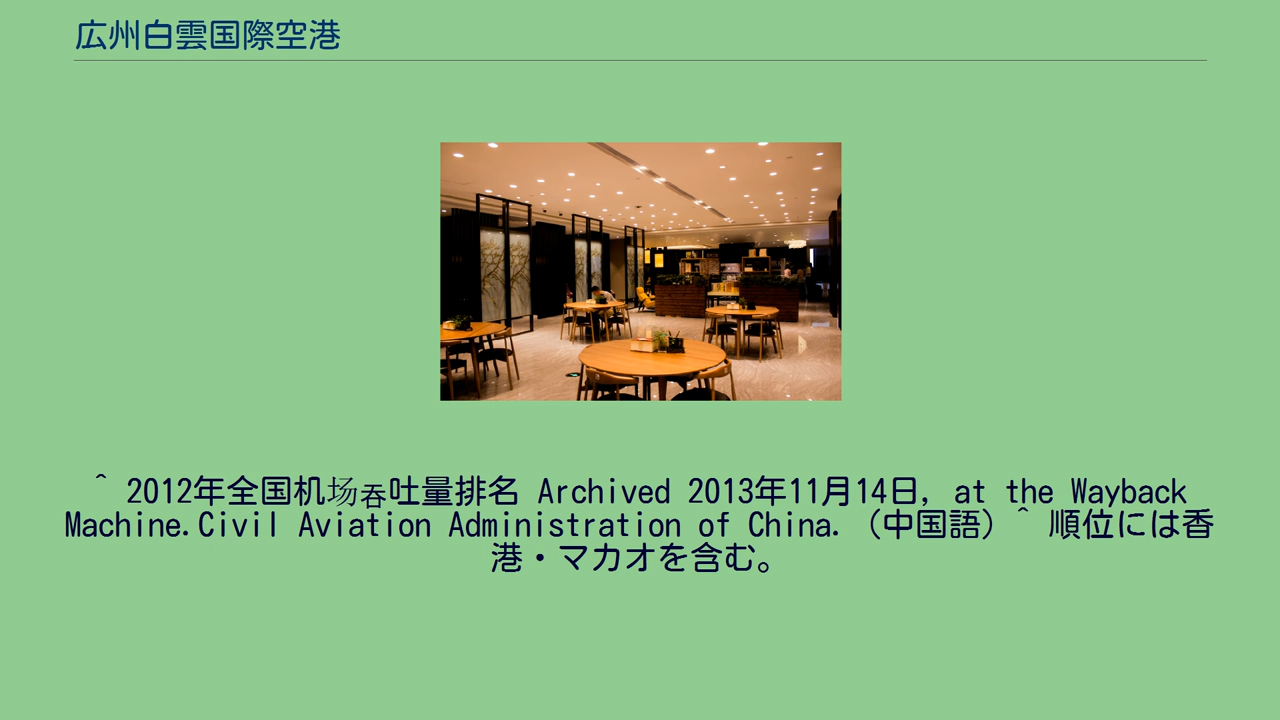 広州白雲国際空港
^ 2012年全国机场吞吐量排名 Archived 2013年11月14日, at the Wayback
Machine.Civil Aviation Administration of China. （中国語）^ 順位には香
港・マカオを含む。